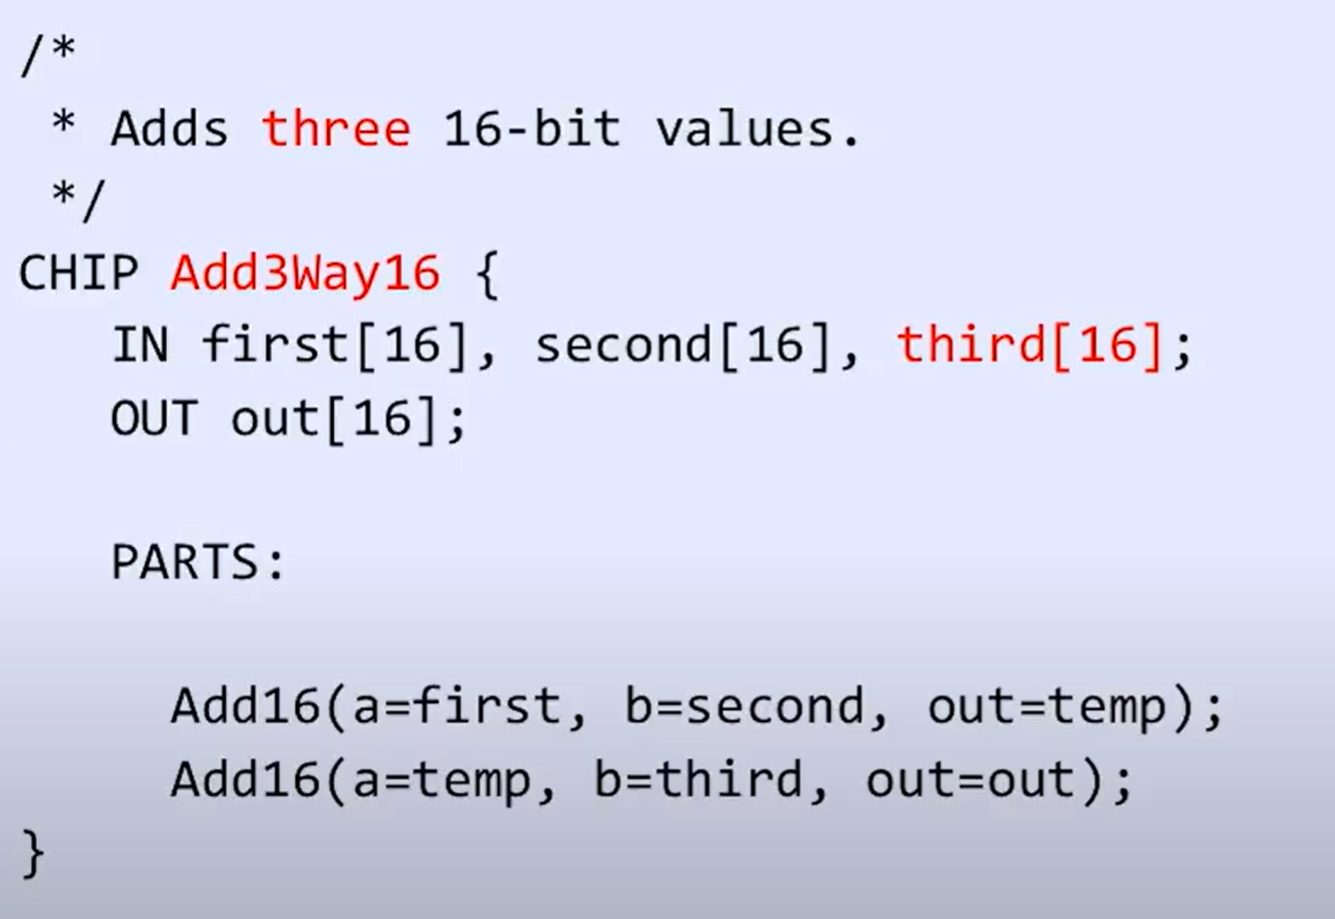 /*
 * Adds three 16-bit values.
 */
CHIP Add3Way16 {
   IN first[16], second[16], third[16];
   OUT out[16];
   PARTS:
     Add16(a=first, b=second, out=temp);
     Add16(a=temp, b=third, out=out);
}